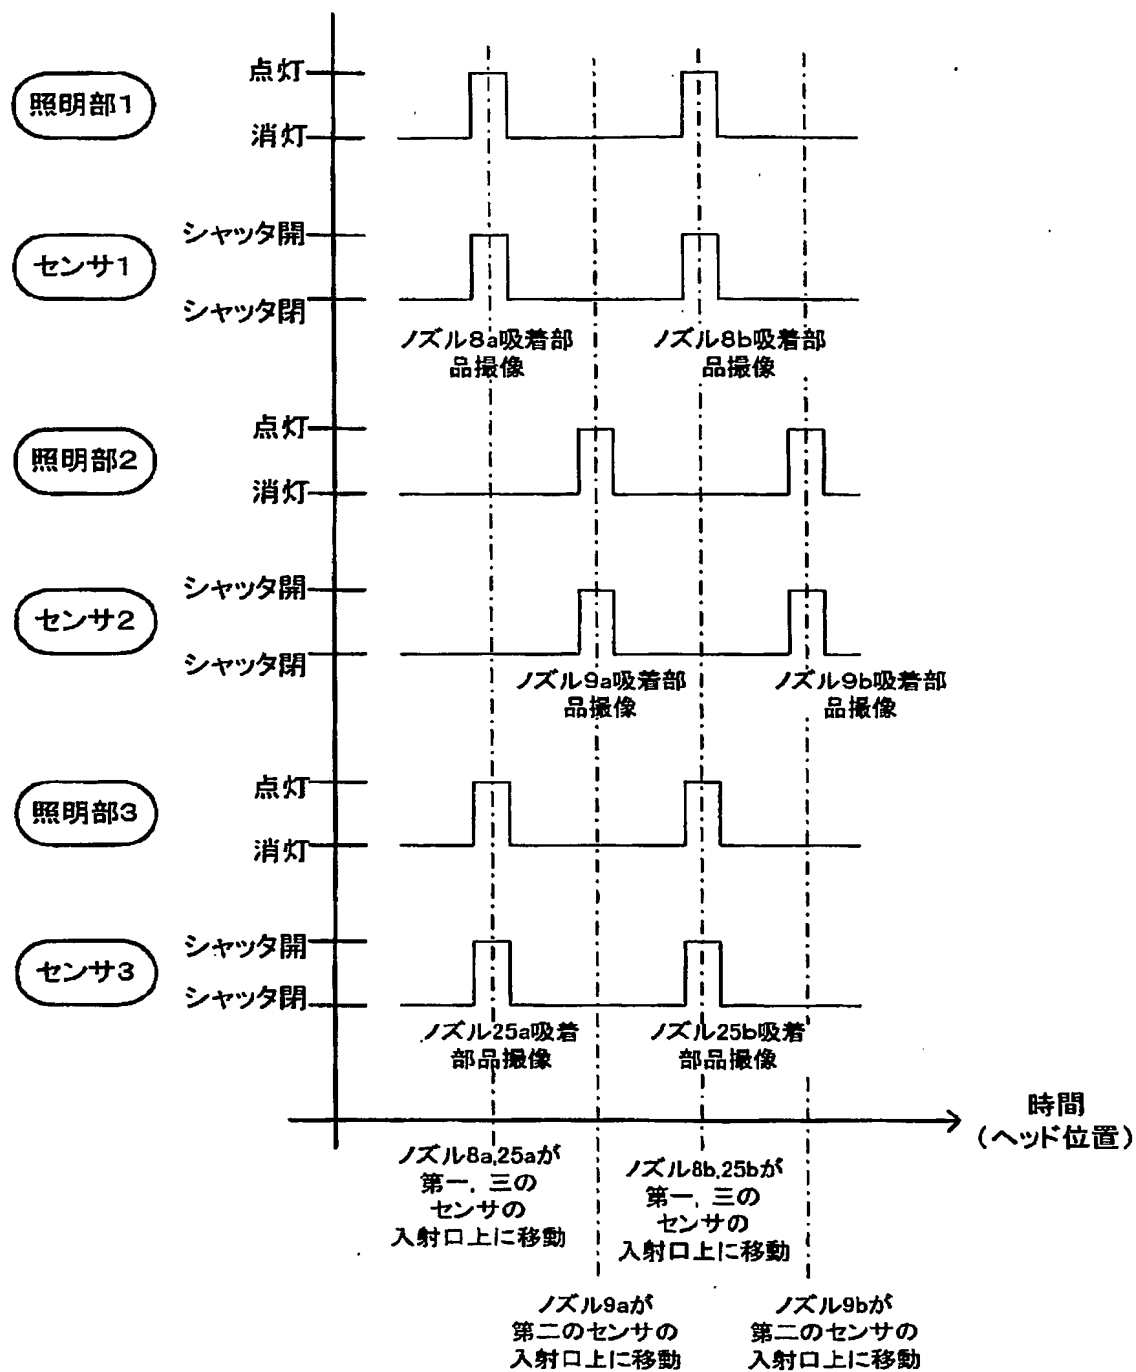 照明部1
点灯
消灯
センサ1
シャッタ開
シャッタ閉
ノズル8a吸着部
品撮像
ノズル8b吸着部
品撮像
照明部2
点灯
消灯
センサ2
シャッタ開
シャッタ閉
ノズル9a吸着部
品撮像
ノズル9b吸着部
品撮像
照明部3
点灯
消灯
センサ3
シャッタ開
シャッタ閉
ノズル25a吸着
部品撮像
ノズル25b吸着
部品撮像
時間
(ヘッド位置)
ノズル8a,25aが
第一,三の
センサの
入射口上に移動
ノズル8b,25bが
第一,三の
センサの
入射口上に移動
ノズル9aが
第二のセンサの
入射口上に移動
ノズル9bが
第二のセンサの
入射口上に移動